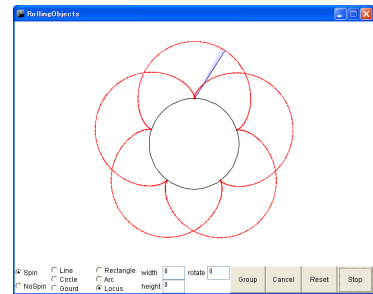 RollingObjects
Spin Line Rectangle width 0 rotate 0
NoSpin Circle Arc height 0
Gourd Locus
Group Cancel Reset Stop